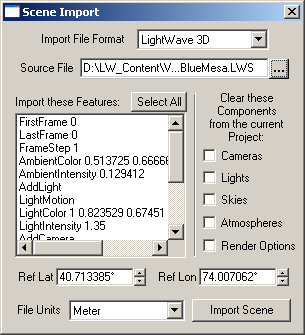 Scene Import
Import File Format LightWave 3D
Source File D:\LW_Content\W...BlueMesa.LWS ...
Import these Features: Select All
FirstFrame 0
LastFrame 0
FrameStep 1
AmbientColor 0.513725 0.6666
AmbientIntensity 0.129412
AddLight
LightMotion
LightColor 1 0.823529 0.67451
LightIntensity 1.35
AddCamera
Clear these
Components
from the current
Project:
Cameras
Lights
Skies
Atmospheres
Render Options
Ref Lat 40.713385° Ref Lon 74.007062°
File Units Meter Import Scene